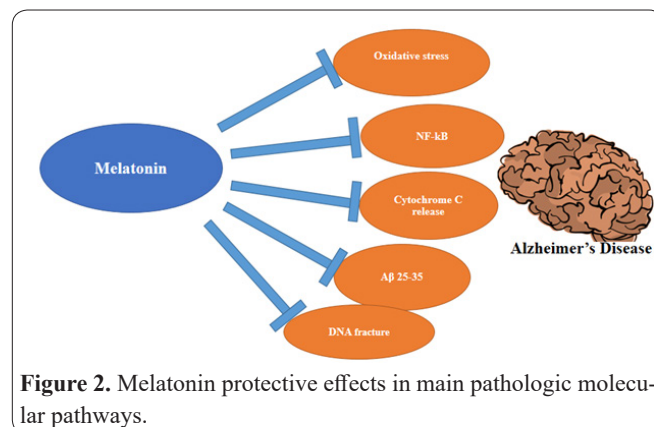 Oxidative stress
NF-kB
Melatonin
Cytochrome C
release
Alzheimer's Disease
Aβ 25-35
DNA fracture
Figure 2. Melatonin protective effects in main pathologic molecu-
lar pathways.